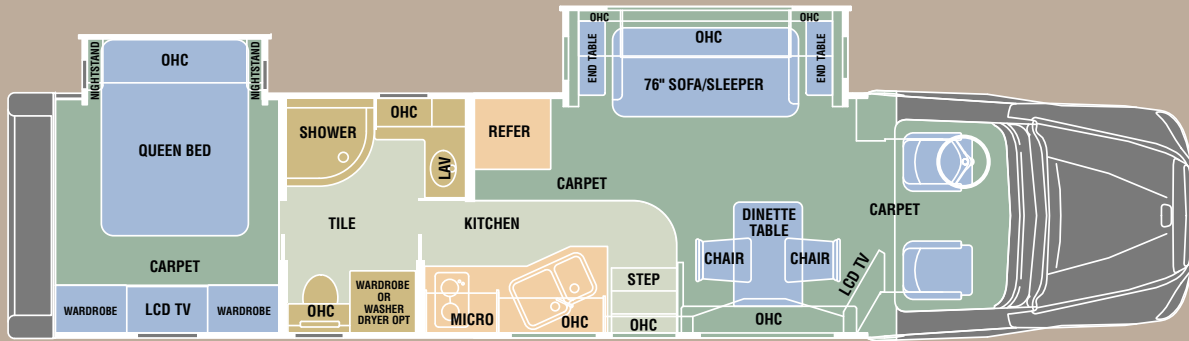 NIGHTSTAND
OHC
NIGHTSTAND
QUEEN BED
CARPET
WARDROBE
LCD TV
WARDROBE
SHOWER
OHC
LAV
TILE
OHC
WARDROBE
OR
WASHER
DRYER OPT
REFER
CARPET
KITCHEN
MICRO
OHC
STEP
OHC
OHC
OHC
END TABLE
OHC
END TABLE
76" SOFA/SLEEPER
DINETTE
TABLE
CHAIR
CHAIR
OHC
LCD TV
CARPET